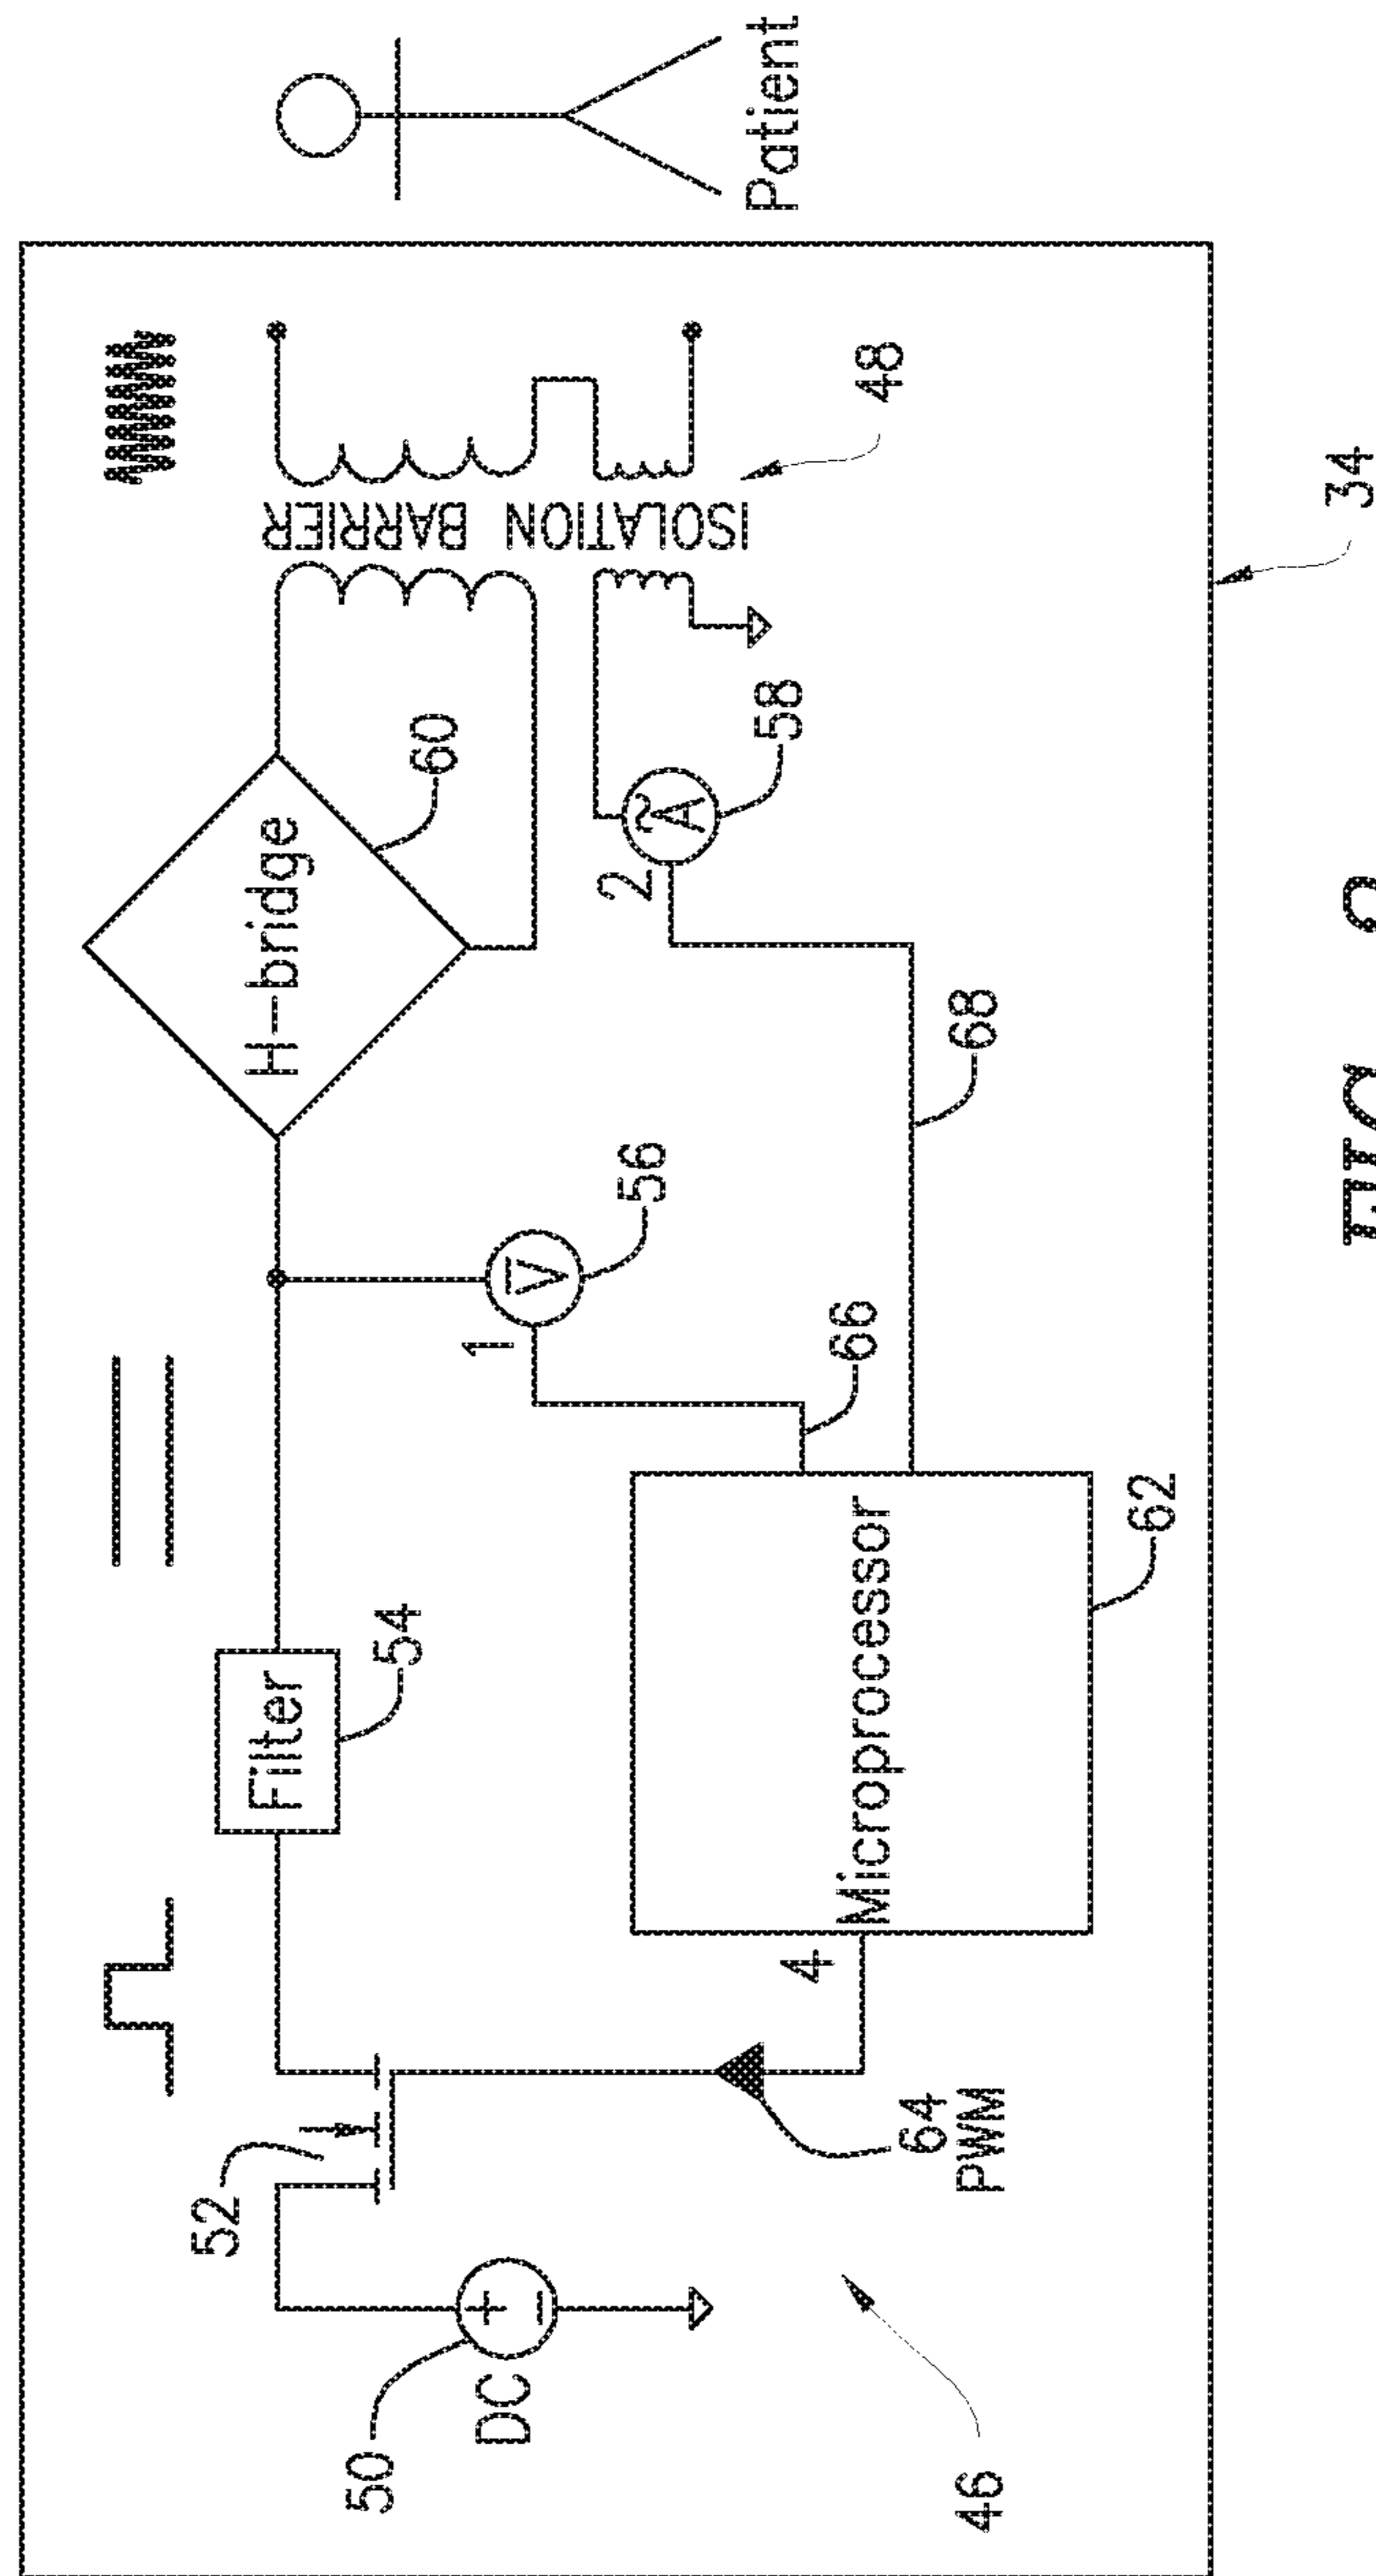 52
Filter
54
H-bridge
60
ISOLATION BARRIER
50
DC
+
−
1
V
56
2
A
58
48
64
PWM
4
Microprocessor
62
66
68
46
34
Patient
FIG